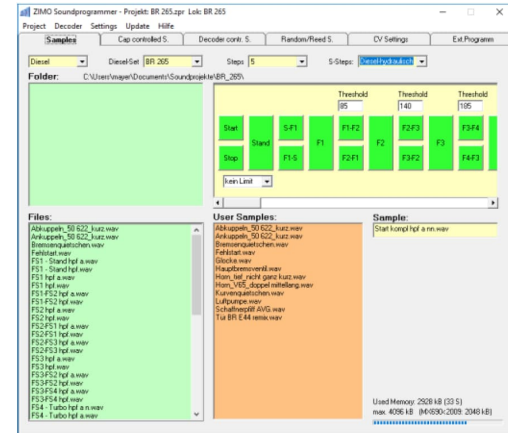 ZIMO Soundprogrammer - Projekt: BR 265.zpr Lok: BR 265
Project Decoder Settings Update Hilfe
Samples Cap controlled S. Decoder contr. S. Random/Reed S. CV Settings Ext.Programm
Diesel Diesel-Set BR 265 Steps 5 S-Steps: Diesel-hydraulisch
Folder: C:\Users\mayer\Documents\Soundprojekte\BR_265\
Threshold Threshold Threshold
85 140 185
Start S-F1 F1-F2 F2-F3 F3-F4
Stand F1 F2 F3
Stop F1-S F2-F1 F3-F2 F4-F3
kein Limit
Files: User Samples: Sample:
Abkuppeln_50 622_kurz.wav
Ankuppeln_50 622_kurz.wav
Bremsenquietschen.wav
Fehlstart.wav
FS1 - Stand hpf a.wav
FS1 - Stand hpf.wav
FS1 hpf a.wav
FS1 hpf.wav
FS1-FS2 hpf a.wav
FS1-FS2 hpf.wav
FS2 hpf a.wav
FS2 hpf.wav
FS2-FS1 hpf a.wav
FS2-FS1 hpf.wav
FS2-FS3 hpf a.wav
FS2-FS3 hpf.wav
FS3 hpf a.wav
FS3 hpf.wav
FS3-FS2 hpf a.wav
FS3-FS2 hpf.wav
FS3-FS4 hpf a.wav
FS3-FS4 hpf.wav
FS4 - Turbo hpf a n.wav
FS4 - Turbo hpf a.wav
Abkuppeln_50 622_kurz.wav
Ankuppeln_50 622_kurz.wav
Bremsenquietschen.wav
Fehlstart.wav
Glocke.wav
Hauptbremsventil.wav
Horn_tief_nicht ganz kurz.wav
Horn_V65_doppel mittellang.wav
Kurvenquietschen.wav
Luftpumpe.wav
Schaffnerpfiff AVG.wav
Tür BR E44 remix.wav
Start kompl hpf a nn.wav
Used Memory: 2928 kB (33 S)
max. 4096 kB (MX690<2009: 2048 kB)